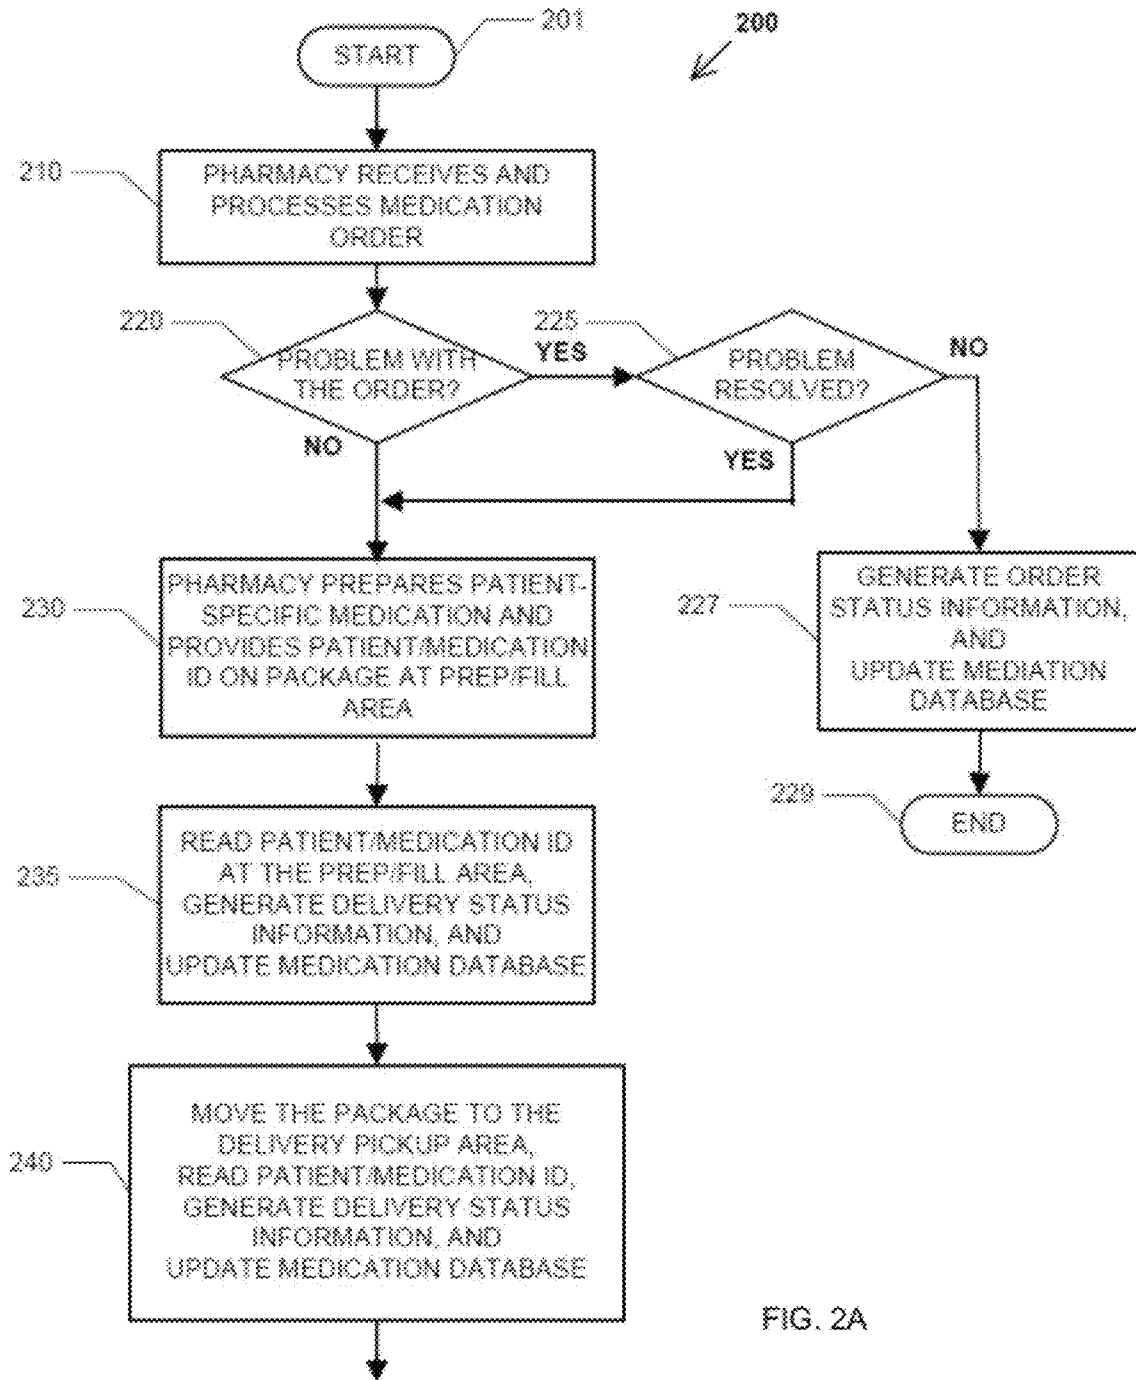 201
200
START
210
PHARMACY RECEIVES AND
PROCESSES MEDICATION
ORDER
220
PROBLEM WITH
THE ORDER?
YES
225
PROBLEM
RESOLVED?
NO
NO
YES
230
PHARMACY PREPARES PATIENT-
SPECIFIC MEDICATION AND
PROVIDES PATIENT/MEDICATION
ID ON PACKAGE AT PREP/FILL
AREA
227
GENERATE ORDER
STATUS INFORMATION,
AND
UPDATE MEDIATION
DATABASE
229
END
235
READ PATIENT/MEDICATION ID
AT THE PREP/FILL AREA,
GENERATE DELIVERY STATUS
INFORMATION, AND
UPDATE MEDICATION DATABASE
240
MOVE THE PACKAGE TO THE
DELIVERY PICKUP AREA,
READ PATIENT/MEDICATION ID,
GENERATE DELIVERY STATUS
INFORMATION, AND
UPDATE MEDICATION DATABASE
FIG. 2A